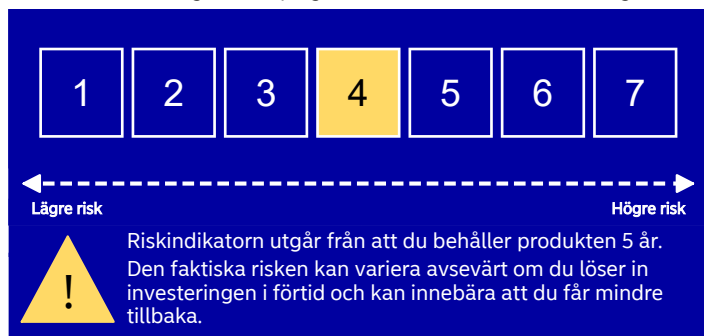 1 2 3 4 5 6 7
Lägre risk Högre risk
Riskindikatorn utgår från att du behåller produkten 5 år.
! Den faktiska risken kan variera avsevärt om du löser in
investeringen i förtid och kan innebära att du får mindre
tillbaka.